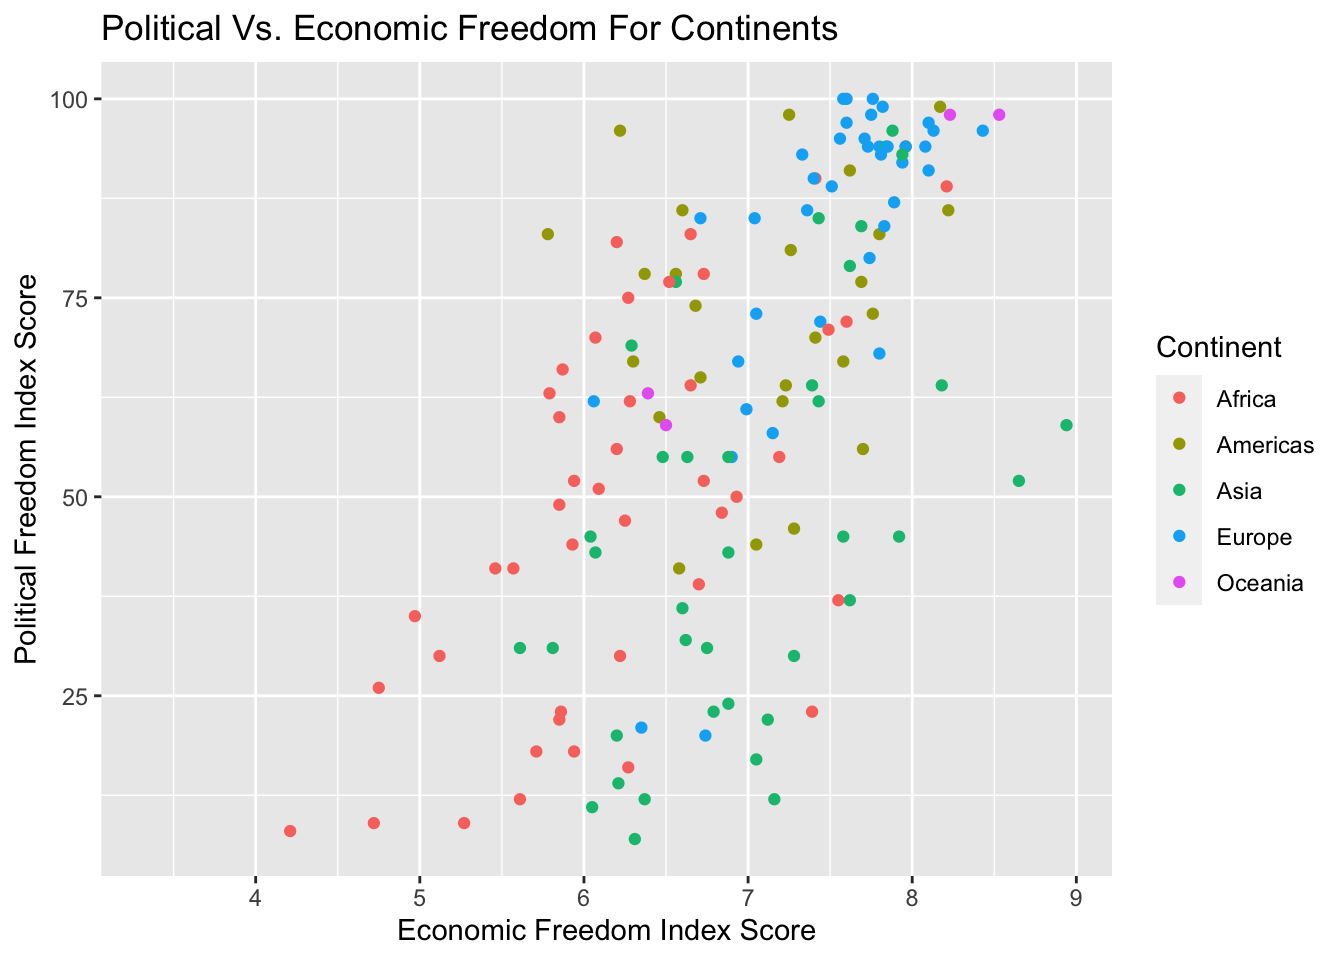 Political Vs. Economic Freedom For Continents
Political Freedom Index Score
100
75
50
25
4 5 6 7 8 9
Economic Freedom Index Score
Continent
Africa
Americas
Asia
Europe
Oceania